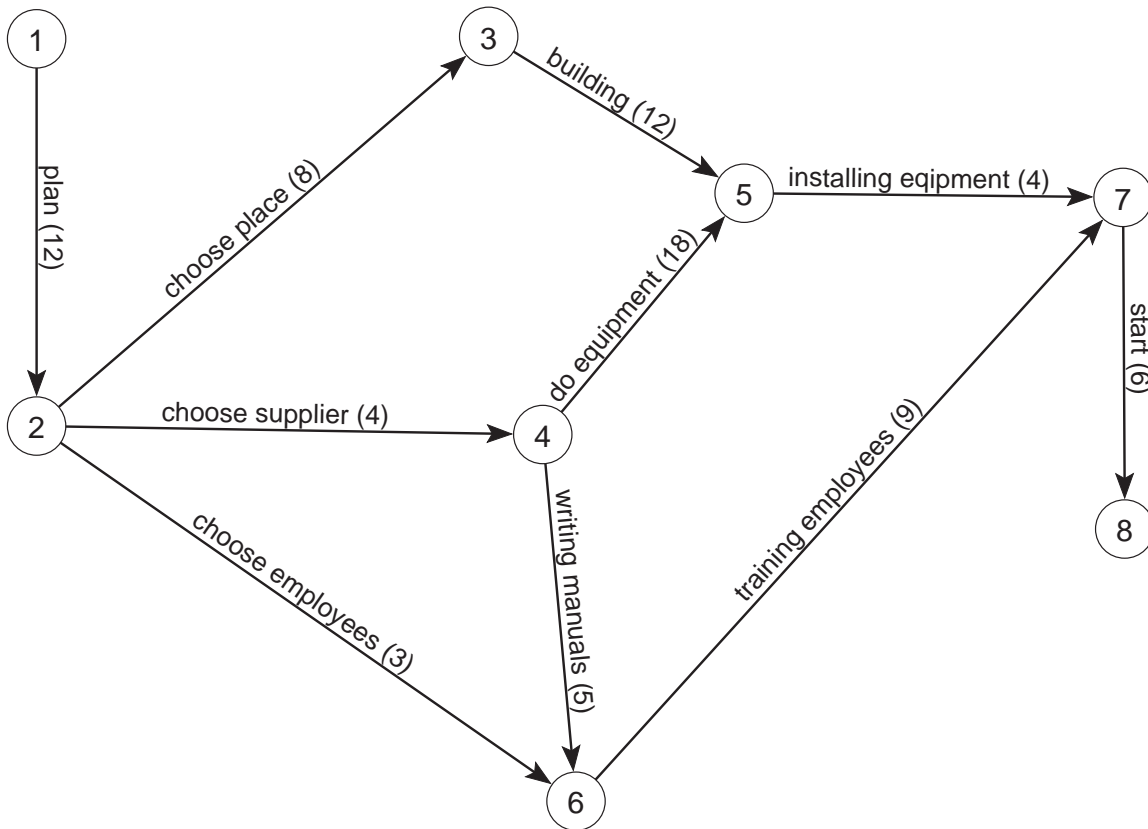 1
3
building (12)
plan (12)
choose place (8)
5
installing eqipment (4)
7
do equipment (18)
start (6)
2
choose supplier (4)
4
training employees (9)
8
choose employees (3)
writing manuals (5)
6